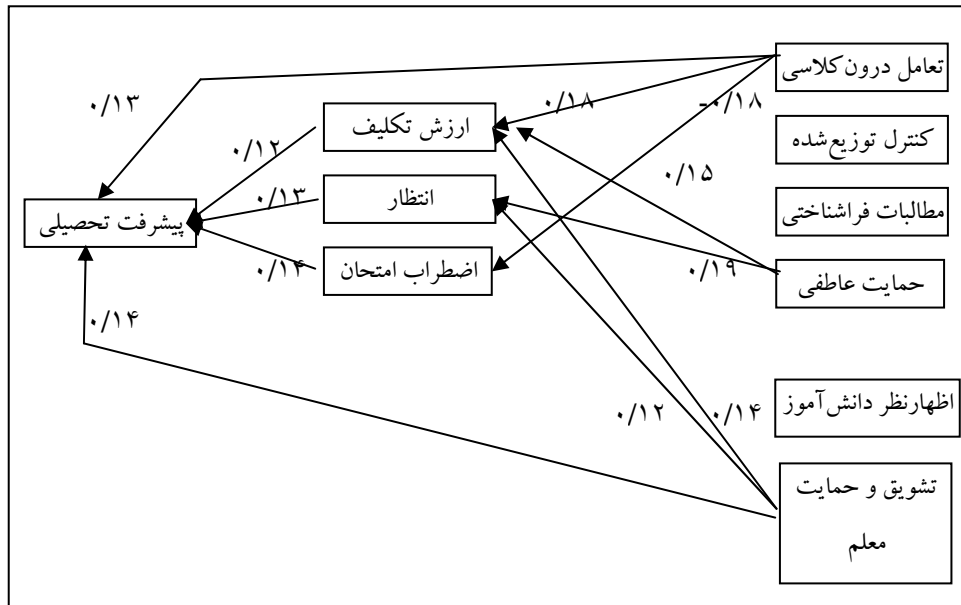 تعامل درون‌کلاسی
۰/۱۳
۰/۱۸
-۰/۱۸
ارزش تکلیف
کنترل توزیع‌شده
۰/۱۲
۰/۱۵
انتظار
۰/۱۳
مطالبات فراشناختی
پیشرفت تحصیلی
اضطراب امتحان
۰/۱۴
۰/۱۹
حمایت عاطفی
۰/۱۴
اظهارنظر دانش‌آموز
۰/۱۴
۰/۱۲
تشویق و حمایت
معلم